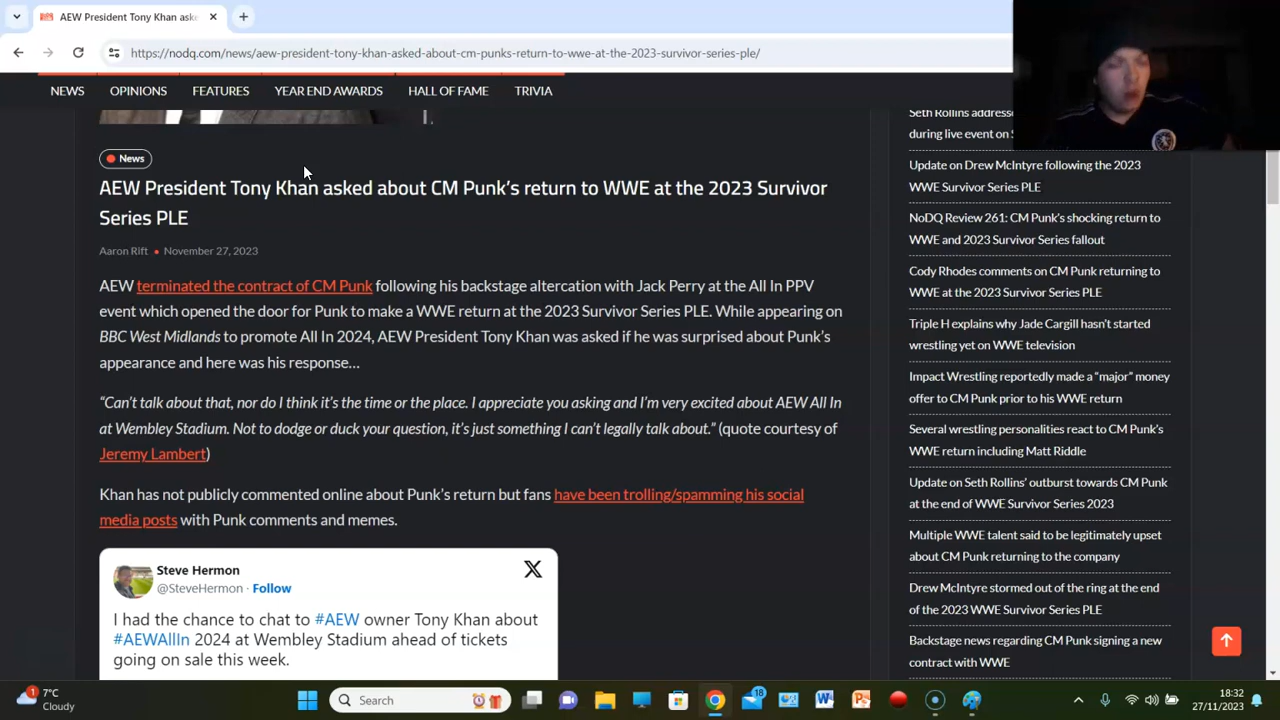 AEW President Tony Khan aske
https://nodq.com/news/aew-president-tony-khan-asked-about-cm-punks-return-to-wwe-at-the-2023-survivor-series-ple/
NEWS OPINIONS FEATURES YEAR END AWARDS HALL OF FAME TRIVIA
News
AEW President Tony Khan asked about CM Punk's return to WWE at the 2023 Survivor
Series PLE
Aaron Rift • November 27, 2023
AEW terminated the contract of CM Punk following his backstage altercation with Jack Perry at the All In PPV
event which opened the door for Punk to make a WWE return at the 2023 Survivor Series PLE. While appearing on
BBC West Midlands to promote All In 2024, AEW President Tony Khan was asked if he was surprised about Punk's
appearance and here was his response…
“Can't talk about that, nor do I think it's the time or the place. I appreciate you asking and I'm very excited about AEW All In
at Wembley Stadium. Not to dodge or duck your question, it's just something I can't legally talk about.” (quote courtesy of
Jeremy Lambert)
Khan has not publicly commented online about Punk's return but fans have been trolling/spamming his social
media posts with Punk comments and memes.
Steve Hermon
@SteveHermon · Follow
I had the chance to chat to #AEW owner Tony Khan about
#AEWAllIn 2024 at Wembley Stadium ahead of tickets
going on sale this week.
Seth Rollins address
during live event on S
Update on Drew McIntyre following the 2023
WWE Survivor Series PLE
NoDQ Review 261: CM Punk's shocking return to
WWE and 2023 Survivor Series fallout
Cody Rhodes comments on CM Punk returning to
WWE at the 2023 Survivor Series PLE
Triple H explains why Jade Cargill hasn't started
wrestling yet on WWE television
Impact Wrestling reportedly made a “major” money
offer to CM Punk prior to his WWE return
Several wrestling personalities react to CM Punk's
WWE return including Matt Riddle
Update on Seth Rollins' outburst towards CM Punk
at the end of WWE Survivor Series 2023
Multiple WWE talent said to be legitimately upset
about CM Punk returning to the company
Drew McIntyre stormed out of the ring at the end
of the 2023 WWE Survivor Series PLE
Backstage news regarding CM Punk signing a new
contract with WWE
1
7°C
Cloudy
Search
18
18:32
27/11/2023